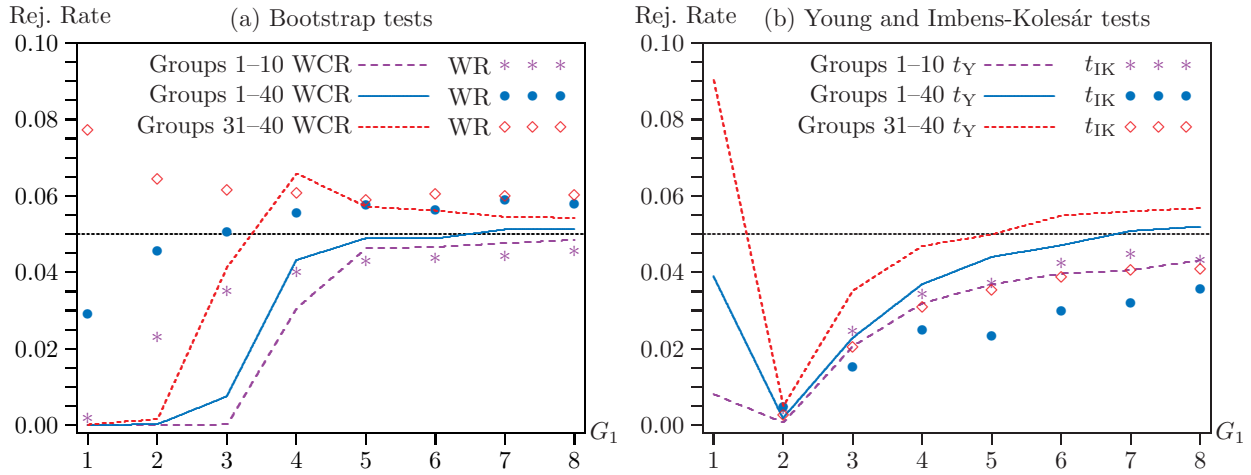 Rej. Rate
(a) Bootstrap tests
0.10
0.08
0.06
0.04
0.02
0.00
Groups 1–10 WCR
WR
Groups 1–40 WCR
WR
Groups 31–40 WCR
WR
1 2 3 4 5 6 7 8
G1
Rej. Rate
(b) Young and Imbens-Kolesár tests
0.10
0.08
0.06
0.04
0.02
0.00
Groups 1–10 tY
tIK
Groups 1–40 tY
tIK
Groups 31–40 tY
tIK
1 2 3 4 5 6 7 8
G1